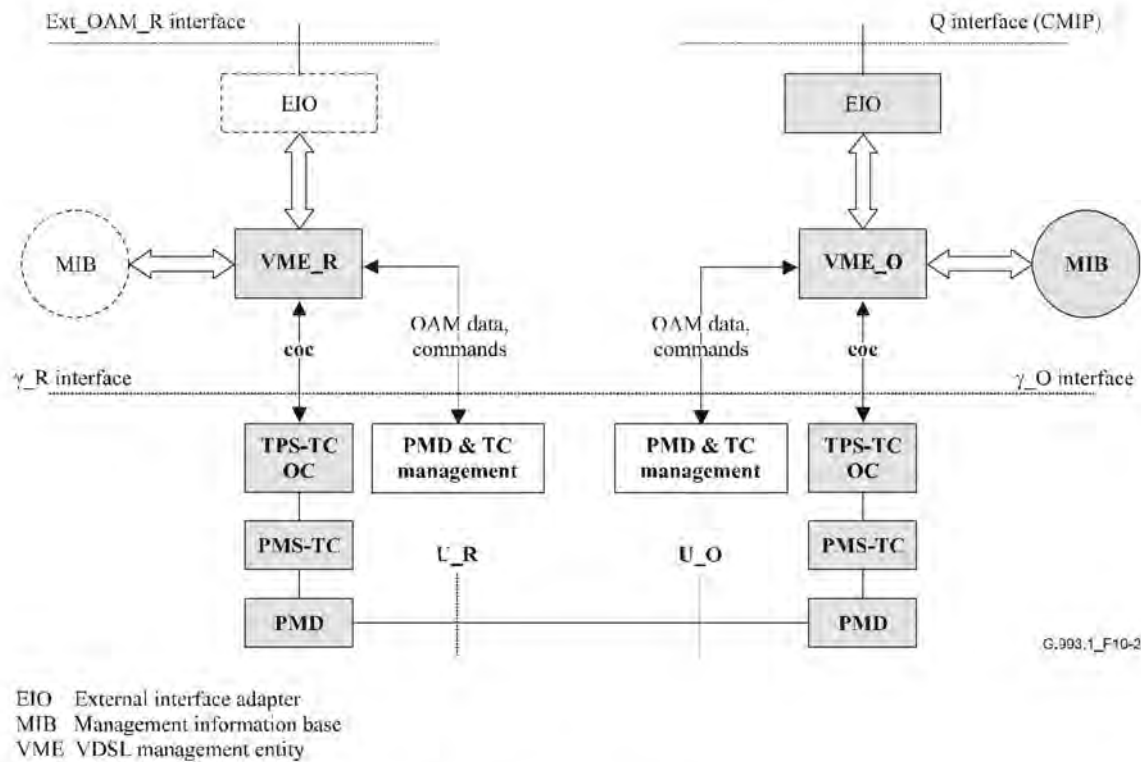 Ext_OAM_R interface
Q interface (CMIP)
EIO
EIO
MIB
VME_R
VME_O
MIB
OAM data,
commands
OAM data,
commands
eoc
eoc
γ_R interface
γ_O interface
TPS-TC
OC
PMD & TC
management
PMD & TC
management
TPS-TC
OC
PMS-TC
U_R
U_O
PMS-TC
PMD
PMD
G.993.1_F10-2
EIO External interface adapter
MIB Management information base
VME VDSL management entity